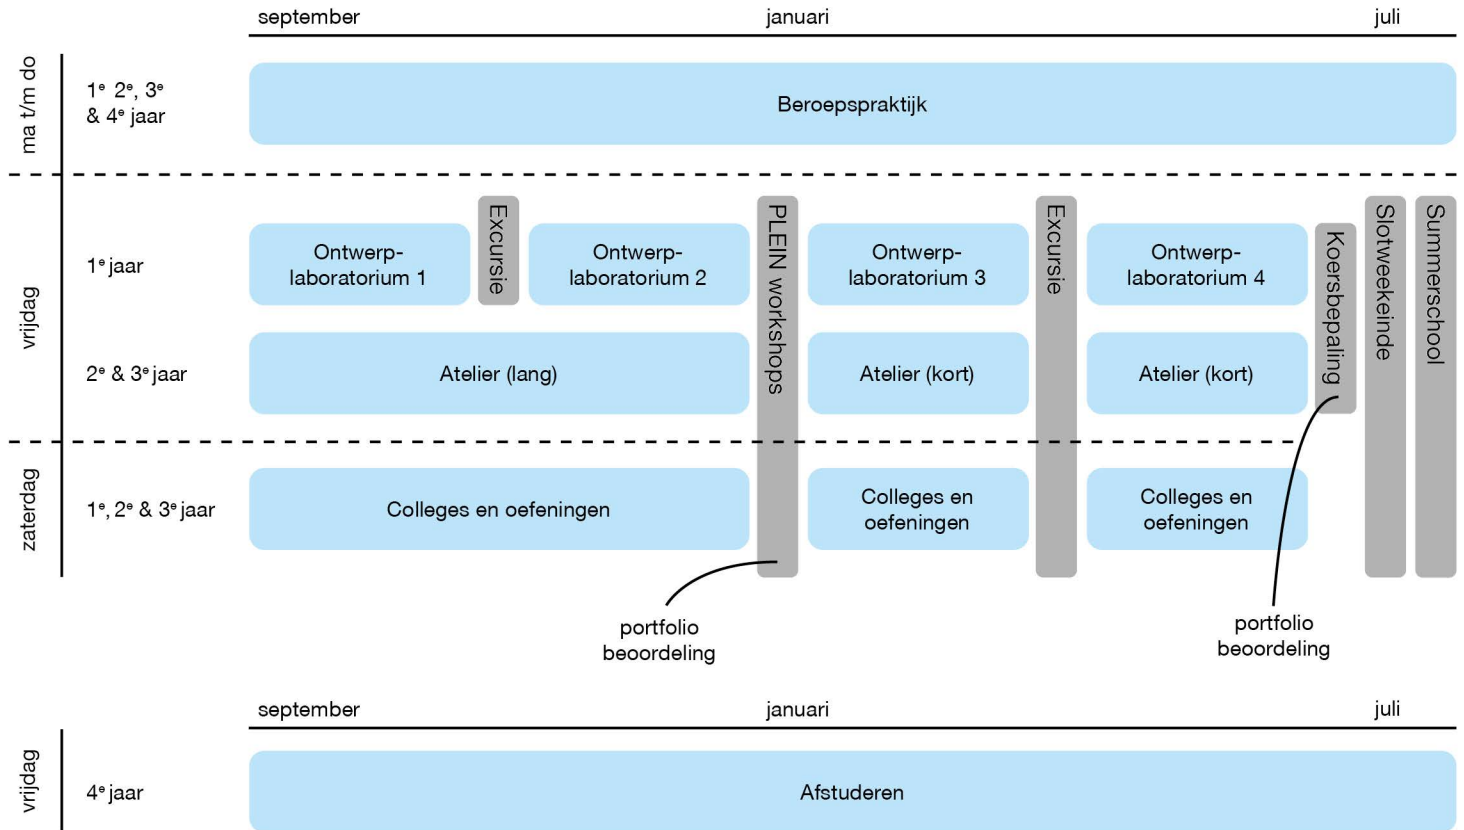 september januari juli
ma t/m do
1e 2e, 3e
& 4e jaar
Beroepspraktijk
vrijdag
1e jaar
Ontwerp-
laboratorium 1
Excursie
Ontwerp-
laboratorium 2
PLEIN workshops
Ontwerp-
laboratorium 3
Excursie
Ontwerp-
laboratorium 4
Koersbepaling
Slotweekeinde
Summerschool
2e & 3e jaar
Atelier (lang)
Atelier (kort)
Atelier (kort)
zaterdag
1e, 2e & 3e jaar
Colleges en oefeningen
Colleges en
oefeningen
Colleges en
oefeningen
portfolio
beoordeling
portfolio
beoordeling
september januari juli
vrijdag
4e jaar
Afstuderen